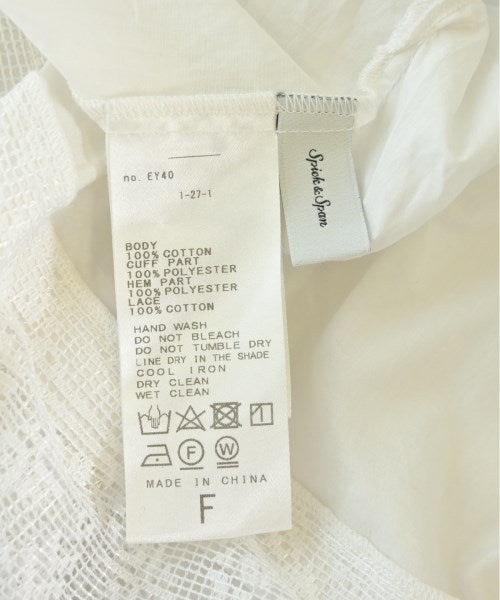 no. EY40
1-27-1
BODY
100% COTTON
CUFF PART
100% POLYESTER
HEM PART
100% POLYESTER
LACE
100% COTTON
HAND WASH
DO NOT BLEACH
DO NOT TUMBLE DRY
LINE DRY IN THE SHADE
COOL IRON
DRY CLEAN
WET CLEAN
F W
MADE IN CHINA
F
Spick & Span